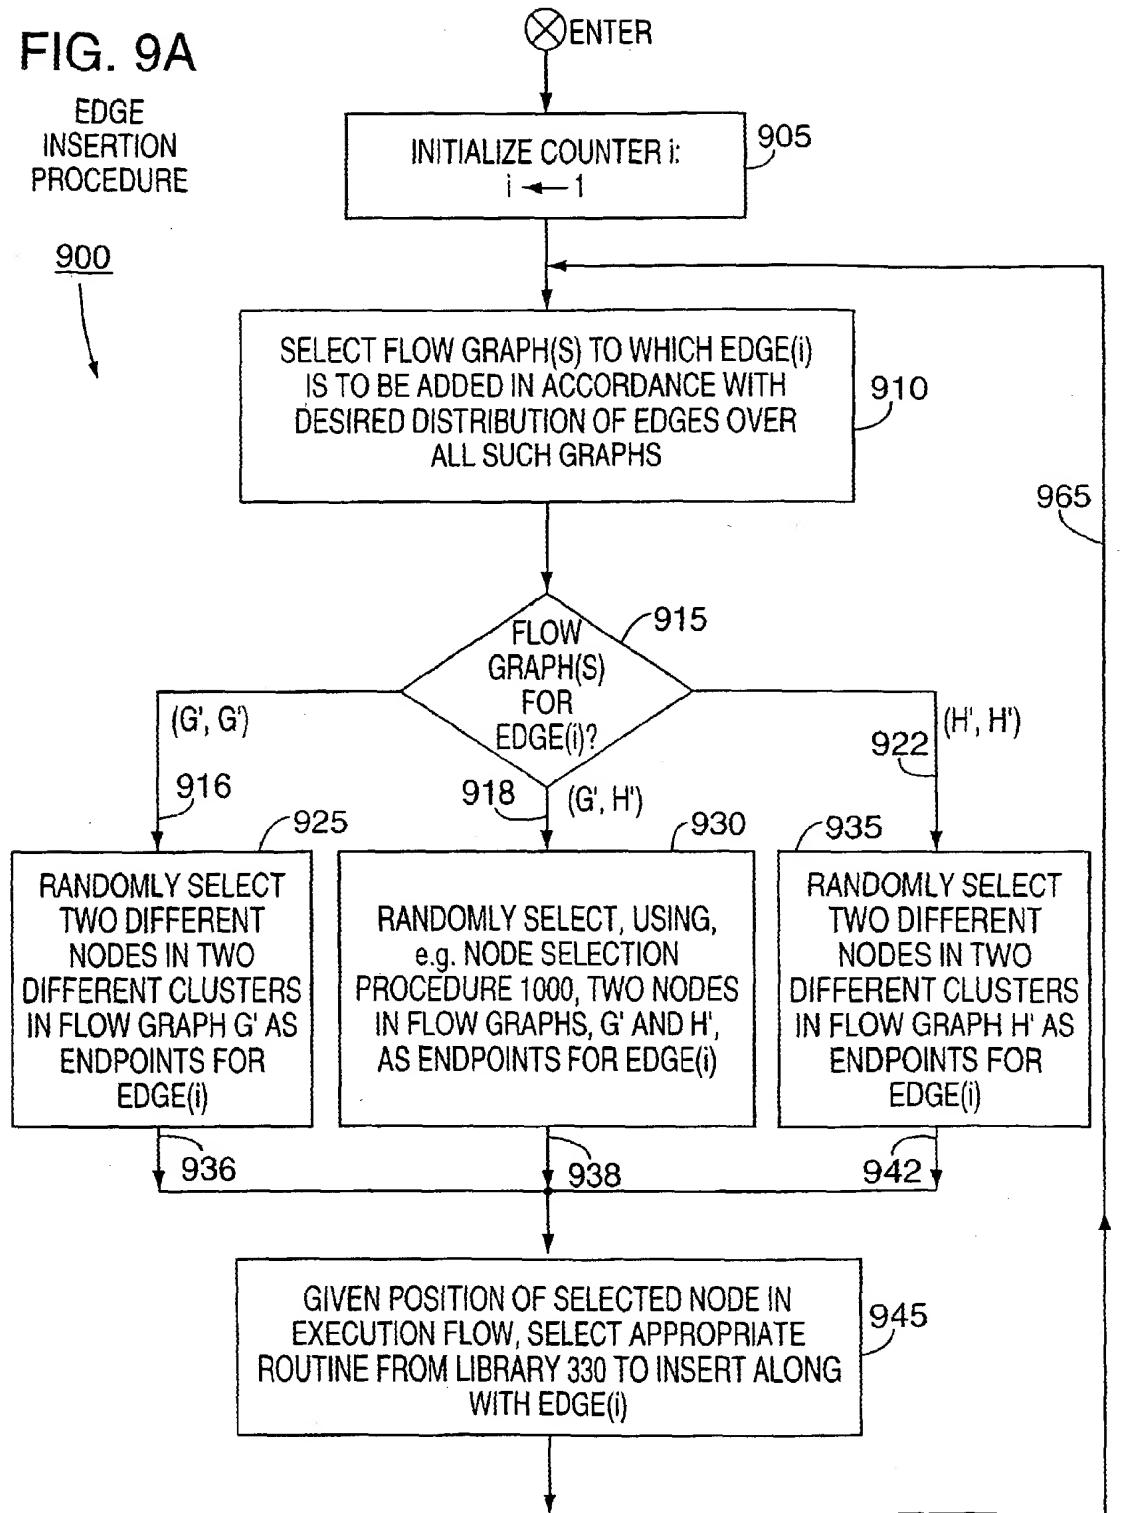 FIG. 9A
EDGE
INSERTION
PROCEDURE
900
ENTER
INITIALIZE COUNTER i:
i ← 1
905
SELECT FLOW GRAPH(S) TO WHICH EDGE(i)
IS TO BE ADDED IN ACCORDANCE WITH
DESIRED DISTRIBUTION OF EDGES OVER
ALL SUCH GRAPHS
910
965
FLOW
GRAPH(S)
FOR
EDGE(i)?
915
(G', G')
916
918
(G', H')
(H', H')
922
925
RANDOMLY SELECT
TWO DIFFERENT
NODES IN TWO
DIFFERENT CLUSTERS
IN FLOW GRAPH G' AS
ENDPOINTS FOR
EDGE(i)
930
RANDOMLY SELECT, USING,
e.g. NODE SELECTION
PROCEDURE 1000, TWO NODES
IN FLOW GRAPHS, G' AND H',
AS ENDPOINTS FOR EDGE(i)
935
RANDOMLY SELECT
TWO DIFFERENT
NODES IN TWO
DIFFERENT CLUSTERS
IN FLOW GRAPH H' AS
ENDPOINTS FOR
EDGE(i)
936
938
942
GIVEN POSITION OF SELECTED NODE IN
EXECUTION FLOW, SELECT APPROPRIATE
ROUTINE FROM LIBRARY 330 TO INSERT ALONG
WITH EDGE(i)
945